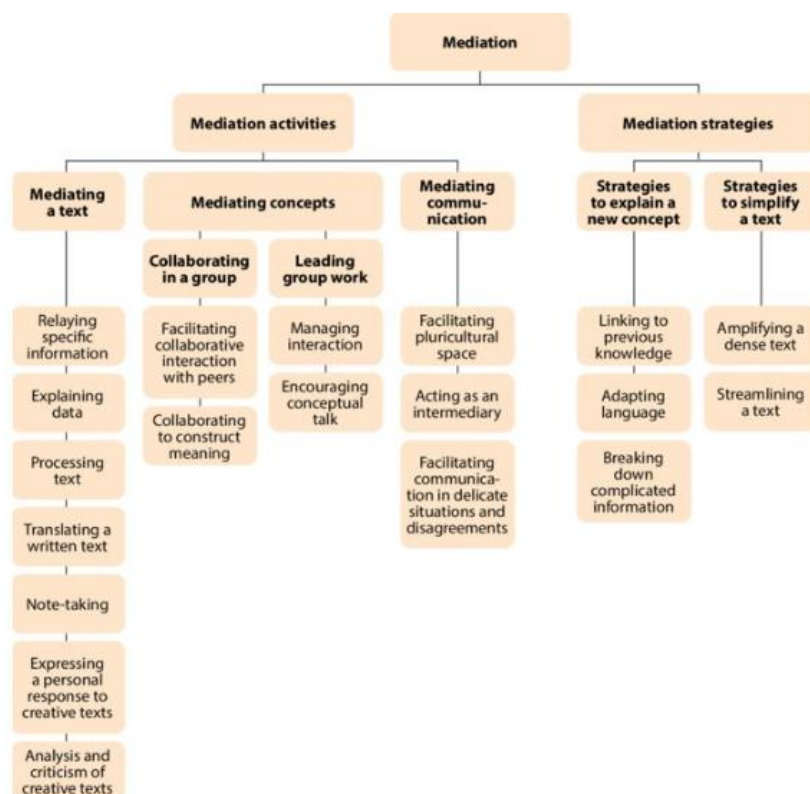 Mediation
Mediation activities
Mediation strategies
Mediating
a text
Mediating concepts
Mediating
commu-
nication
Strategies
to explain a
new concept
Strategies
to simplify
a text
Collaborating
in a group
Leading
group work
Relaying
specific
information
Explaining
data
Processing
text
Translating a
written text
Note-taking
Expressing
a personal
response to
creative texts
Analysis and
criticism of
creative texts
Facilitating
collaborative
interaction
with peers
Collaborating
to construct
meaning
Managing
interaction
Encouraging
conceptual
talk
Facilitating
pluricultural
space
Acting as an
intermediary
Facilitating
communica-
tion in delicate
situations and
disagreements
Linking to
previous
knowledge
Adapting
language
Breaking
down
complicated
information
Amplifying a
dense text
Streamlining
a text